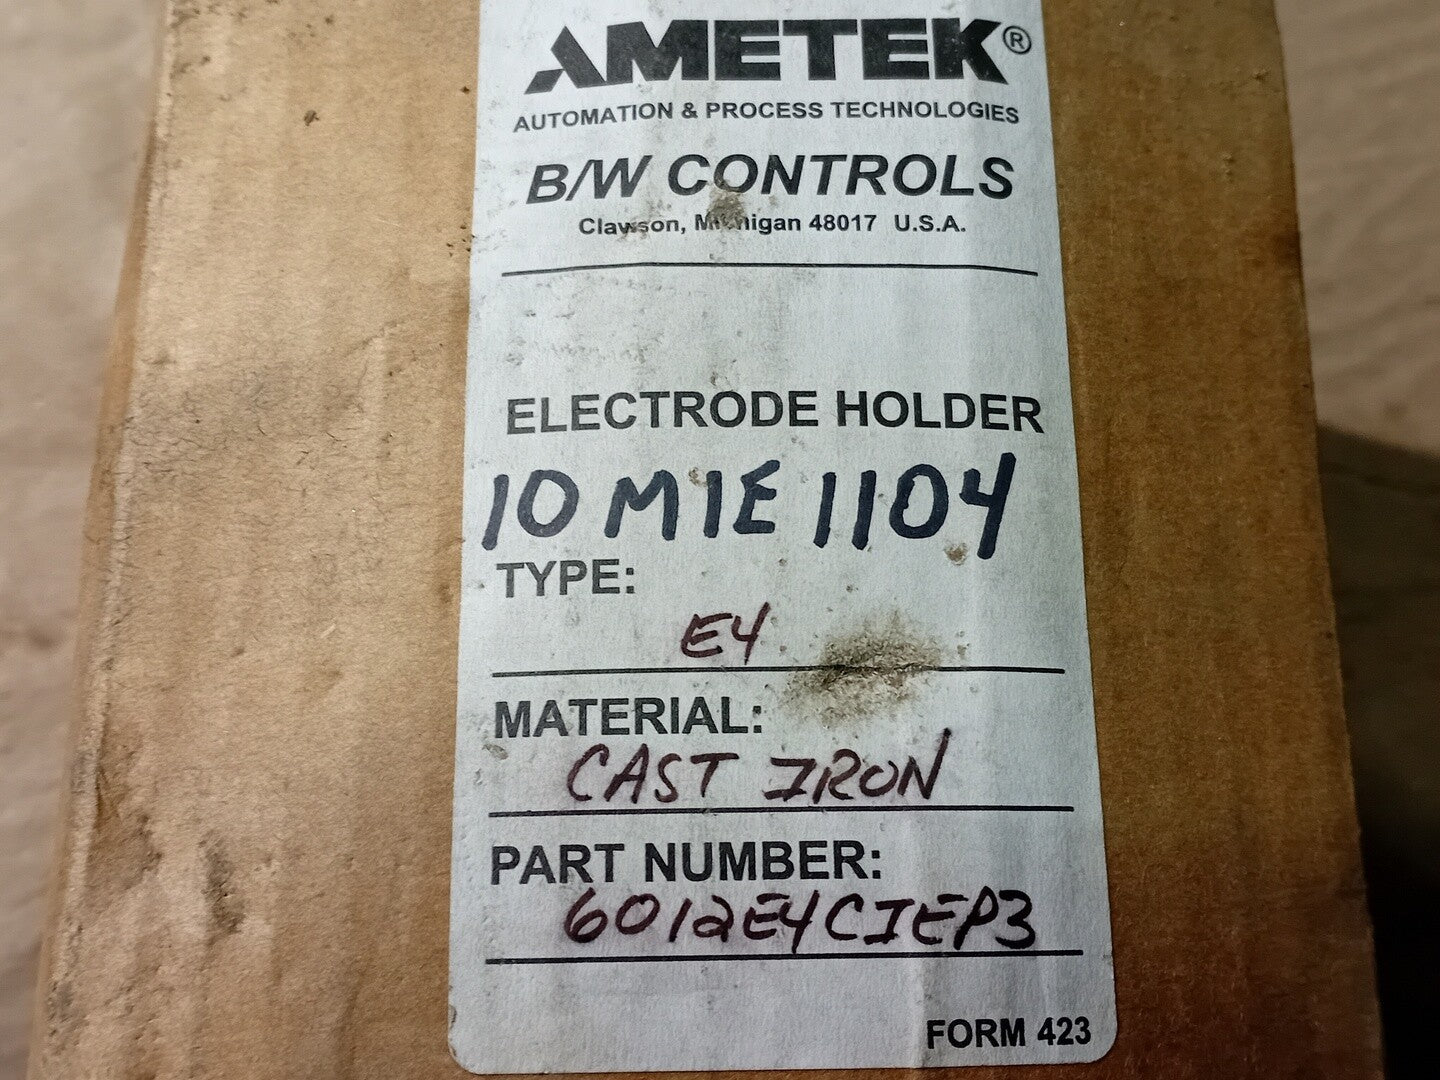 AMETEK®
AUTOMATION & PROCESS TECHNOLOGIES
B/W CONTROLS
Clawson, Michigan 48017 U.S.A.
ELECTRODE HOLDER
10 M1E 1104
TYPE:
E4
MATERIAL:
CAST IRON
PART NUMBER:
6012E4CIEP3
FORM 423